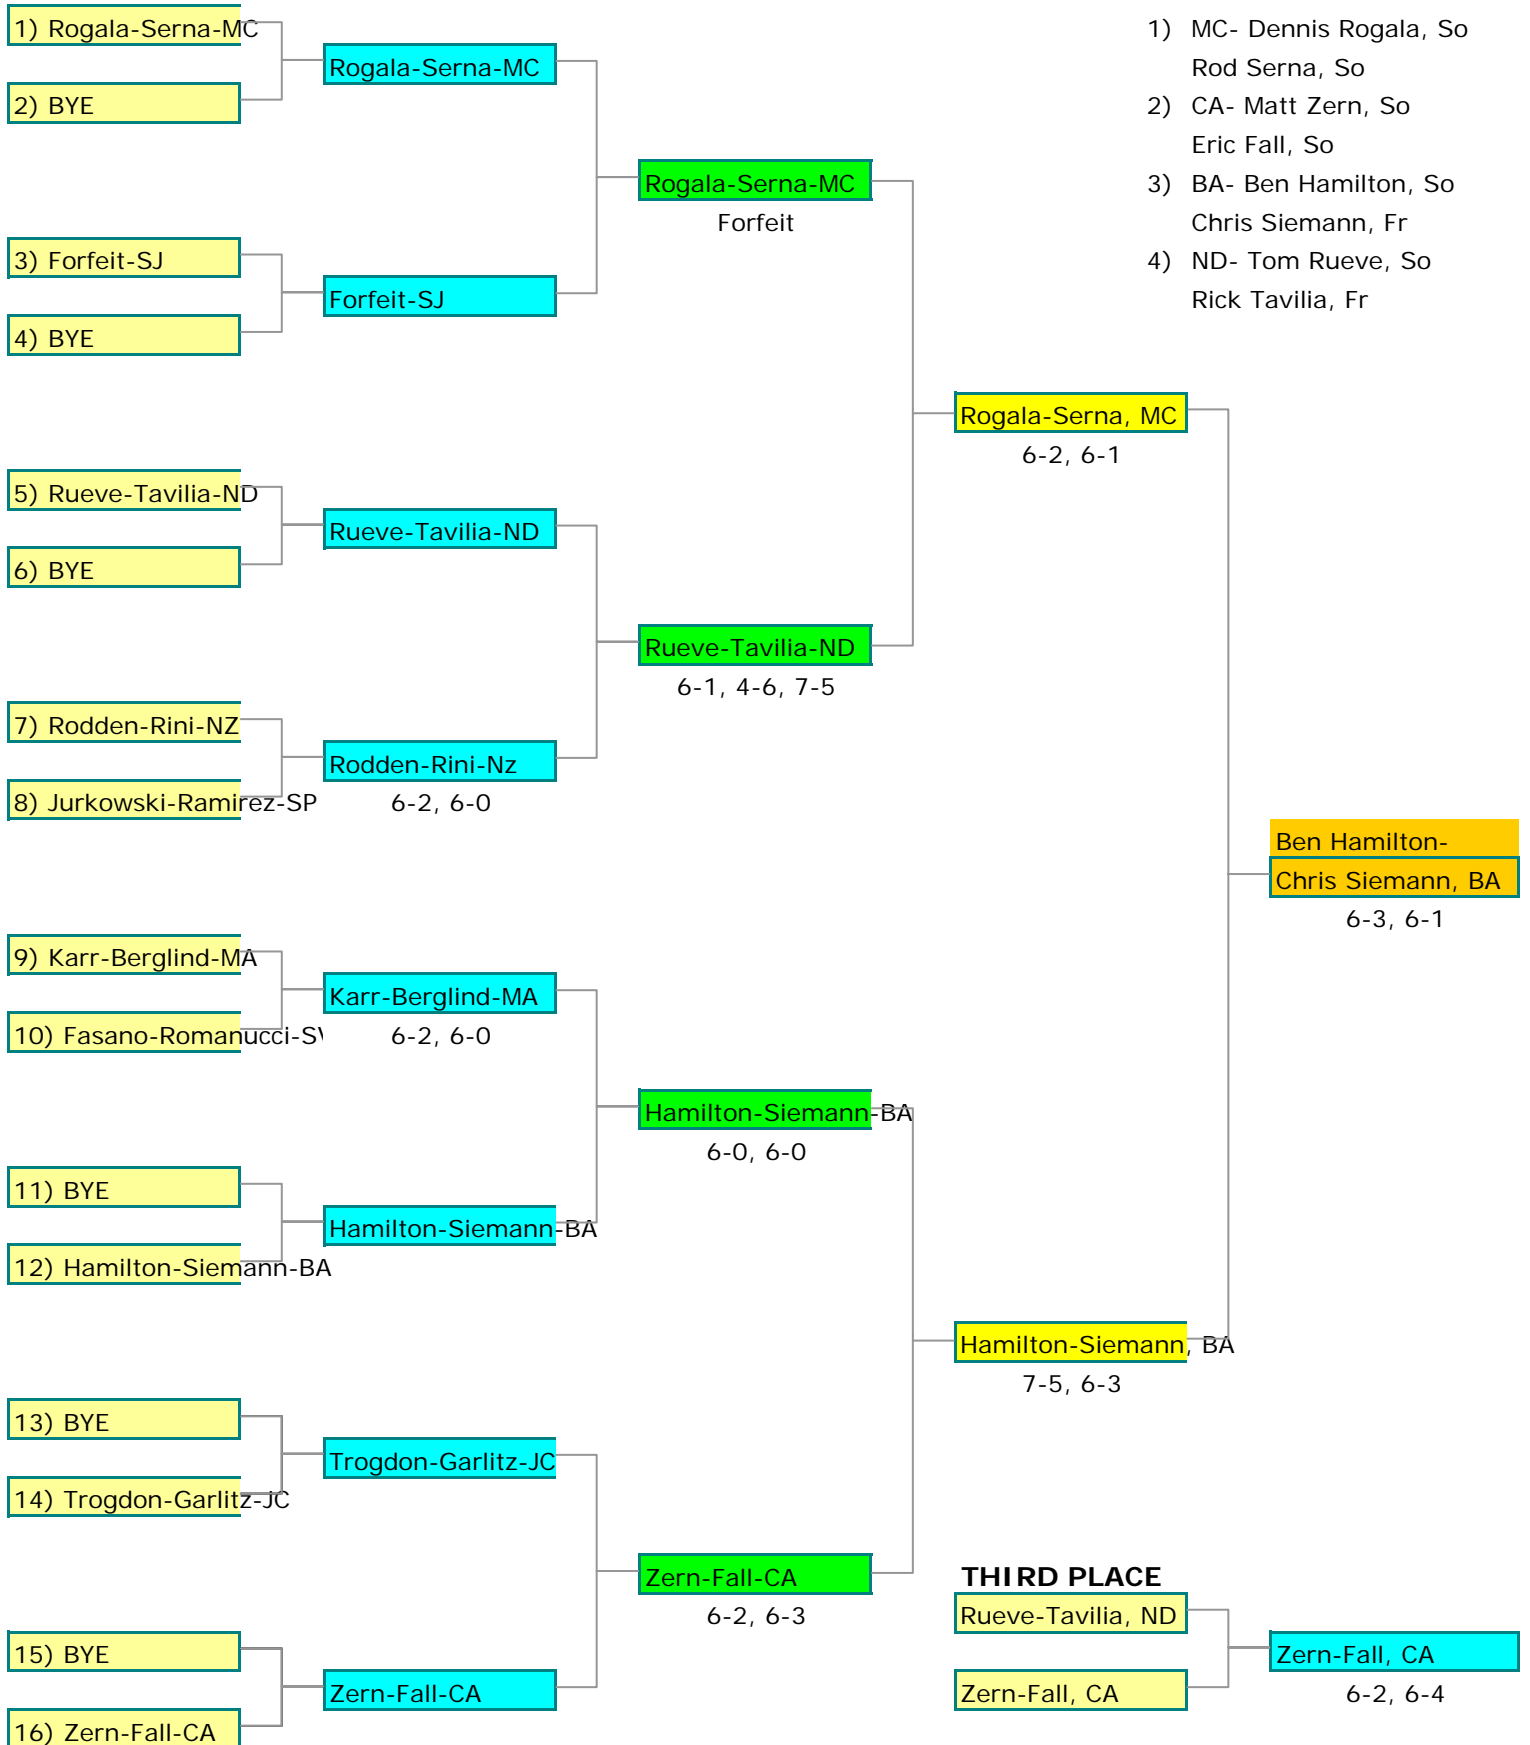 1) Rogala-Serna-MC
2) BYE
3) Forfeit-SJ
4) BYE
5) Rueve-Tavilia-ND
6) BYE
7) Rodden-Rini-NZ
8) Jurkowski-Ramirez-SP
9) Karr-Berglind-MA
10) Fasano-Romanucci-S
11) BYE
12) Hamilton-Siemann-BA
13) BYE
14) Trogdon-Garlitz-JC
15) BYE
16) Zern-Fall-CA
Rogala-Serna-MC
Forfeit-SJ
Rueve-Tavilia-ND
Rodden-Rini-Nz
6-2, 6-0
Karr-Berglind-MA
6-2, 6-0
Hamilton-Siemann-BA
Trogdon-Garlitz-JC
Zern-Fall-CA
Rogala-Serna-MC
Forfeit
Rueve-Tavilia-ND
6-1, 4-6, 7-5
Hamilton-Siemann-BA
6-0, 6-0
Zern-Fall-CA
6-2, 6-3
Rogala-Serna, MC
6-2, 6-1
Hamilton-Siemann, BA
7-5, 6-3
Ben Hamilton-
Chris Siemann, BA
6-3, 6-1
1) MC- Dennis Rogala, So
Rod Serna, So
2) CA- Matt Zern, So
Eric Fall, So
3) BA- Ben Hamilton, So
Chris Siemann, Fr
4) ND- Tom Rueve, So
Rick Tavilia, Fr
THIRD PLACE
Rueve-Tavilia, ND
Zern-Fall, CA
Zern-Fall, CA
6-2, 6-4